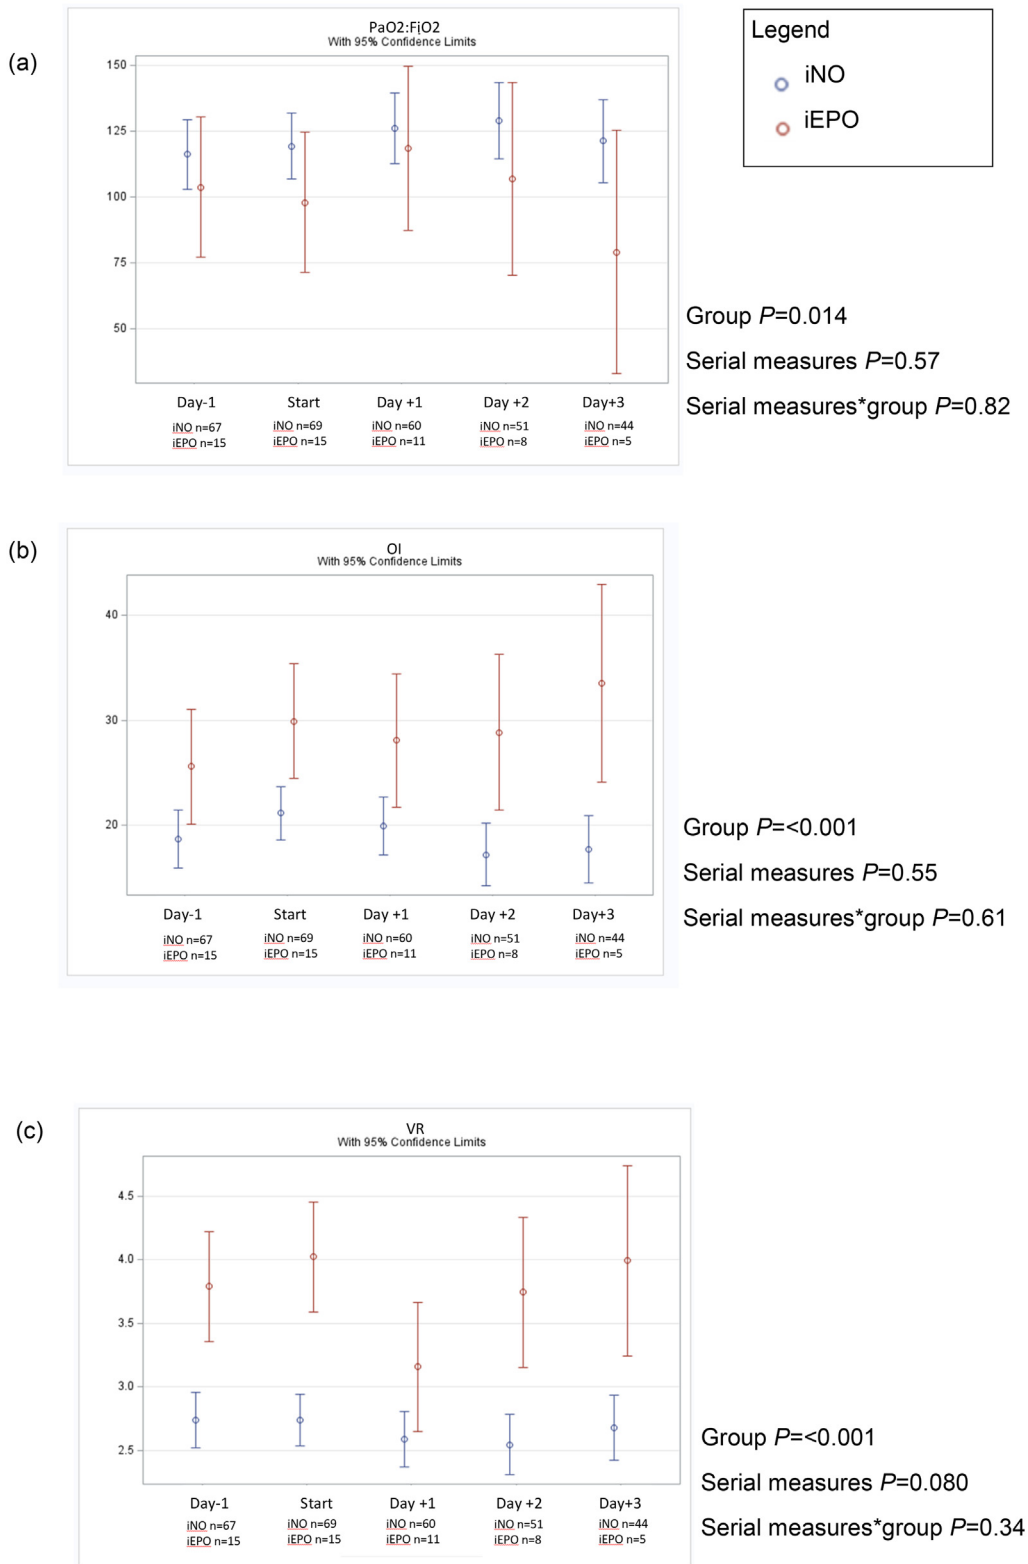 (a)
PaO2:FiO2
With 95% Confidence Limits
150
125
100
75
50
Day-1 Start Day +1 Day +2 Day+3
iNO n=67 iNO n=69 iNO n=60 iNO n=51 iNO n=44
iEPO n=15 iEPO n=15 iEPO n=11 iEPO n=8 iEPO n=5
Legend
iNO
iEPO
Group P=0.014
Serial measures P=0.57
Serial measures*group P=0.82
(b)
OI
With 95% Confidence Limits
40
30
20
Day-1 Start Day +1 Day +2 Day+3
iNO n=67 iNO n=69 iNO n=60 iNO n=51 iNO n=44
iEPO n=15 iEPO n=15 iEPO n=11 iEPO n=8 iEPO n=5
Group P=<0.001
Serial measures P=0.55
Serial measures*group P=0.61
(c)
VR
With 95% Confidence Limits
4.5
4.0
3.5
3.0
2.5
Day-1 Start Day +1 Day +2 Day+3
iNO n=67 iNO n=69 iNO n=60 iNO n=51 iNO n=44
iEPO n=15 iEPO n=15 iEPO n=11 iEPO n=8 iEPO n=5
Group P=<0.001
Serial measures P=0.080
Serial measures*group P=0.34